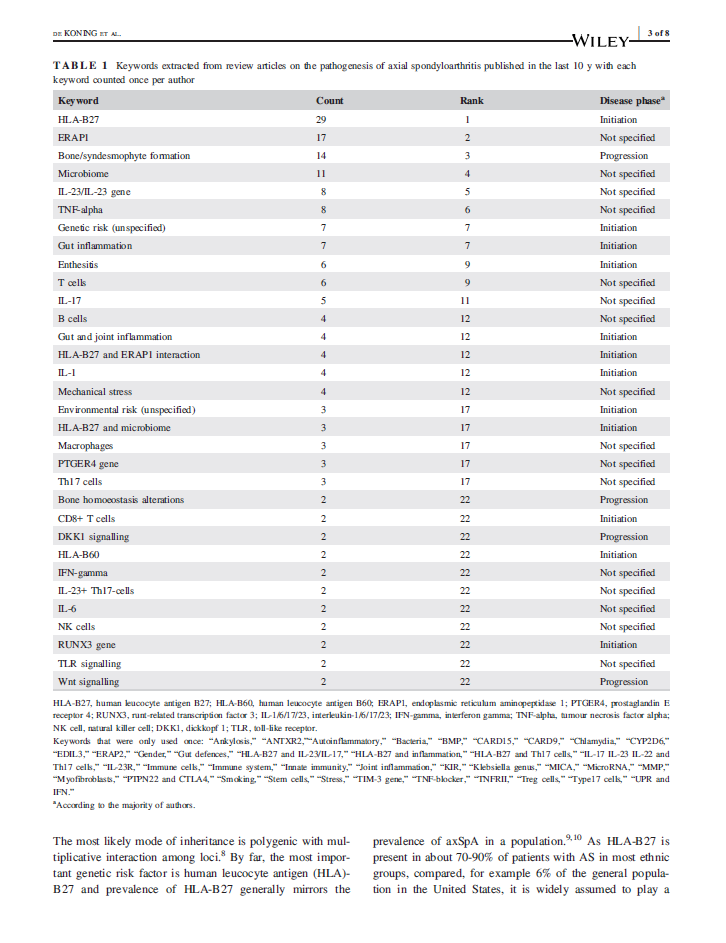 DE KONING ET AL.
WILEY 3 of 8
TABLE 1 Keywords extracted from review articles on the pathogenesis of axial spondyloarthritis published in the last 10 y with each
keyword counted once per author
Keyword Count Rank Disease phaseᵃ
HLA-B27 29 1 Initiation
ERAP1 17 2 Not specified
Bone/syndesmophyte formation 14 3 Progression
Microbiome 11 4 Not specified
IL-23/IL-23 gene 8 5 Not specified
TNF-alpha 8 6 Not specified
Genetic risk (unspecified) 7 7 Initiation
Gut inflammation 7 7 Initiation
Enthesitis 6 9 Initiation
T cells 6 9 Not specified
IL-17 5 11 Not specified
B cells 4 12 Not specified
Gut and joint inflammation 4 12 Initiation
HLA-B27 and ERAP1 interaction 4 12 Initiation
IL-1 4 12 Initiation
Mechanical stress 4 12 Not specified
Environmental risk (unspecified) 3 17 Initiation
HLA-B27 and microbiome 3 17 Initiation
Macrophages 3 17 Not specified
PTGER4 gene 3 17 Not specified
Th17 cells 3 17 Not specified
Bone homoeostasis alterations 2 22 Progression
CD8+ T cells 2 22 Initiation
DKK1 signalling 2 22 Progression
HLA-B60 2 22 Initiation
IFN-gamma 2 22 Not specified
IL-23+ Th17-cells 2 22 Not specified
IL-6 2 22 Not specified
NK cells 2 22 Not specified
RUNX3 gene 2 22 Initiation
TLR signalling 2 22 Not specified
Wnt signalling 2 22 Progression
HLA-B27, human leucocyte antigen B27; HLA-B60, human leucocyte antigen B60; ERAP1, endoplasmic reticulum aminopeptidase 1; PTGER4, prostaglandin E
receptor 4; RUNX3, runt-related transcription factor 3; IL-1/6/17/23, interleukin-1/6/17/23; IFN-gamma, interferon gamma; TNF-alpha, tumour necrosis factor alpha;
NK cell, natural killer cell; DKK1, dickkopf 1; TLR, toll-like receptor.
Keywords that were only used once: “Ankylosis,” “ANTXR2,”“Autoinflammatory,” “Bacteria,” “BMP,” “CARD15,” “CARD9,” “Chlamydia,” “CYP2D6,”
“EDIL3,” “ERAP2,” “Gender,” “Gut defences,” “HLA-B27 and IL-23/IL-17,” “HLA-B27 and inflammation,” “HLA-B27 and Th17 cells,” “IL-17 IL-23 IL-22 and
Th17 cells,” “IL-23R,” “Immune cells,” “Immune system,” “Innate immunity,” “Joint inflammation,” “KIR,” “Klebsiella genus,” “MICA,” “MicroRNA,” “MMP,”
“Myofibroblasts,” “PTPN22 and CTLA4,” “Smoking,” “Stem cells,” “Stress,” “TIM-3 gene,” “TNF-blocker,” “TNFRII,” “Treg cells,” “Type17 cells,” “UPR and
IFN.”
ᵃAccording to the majority of authors.
The most likely mode of inheritance is polygenic with mul-
tiplicative interaction among loci.⁸ By far, the most impor-
tant genetic risk factor is human leucocyte antigen (HLA)-
B27 and prevalence of HLA-B27 generally mirrors the
prevalence of axSpA in a population.⁹,¹⁰ As HLA-B27 is
present in about 70-90% of patients with AS in most ethnic
groups, compared, for example 6% of the general popula-
tion in the United States, it is widely assumed to play a